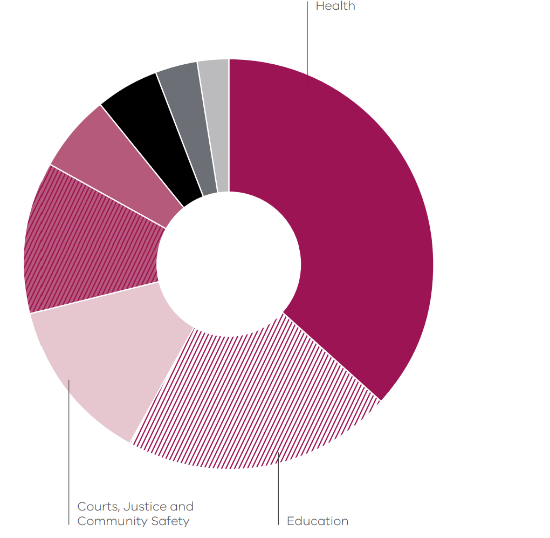 Health
Courts, Justice and
Community Safety
Education